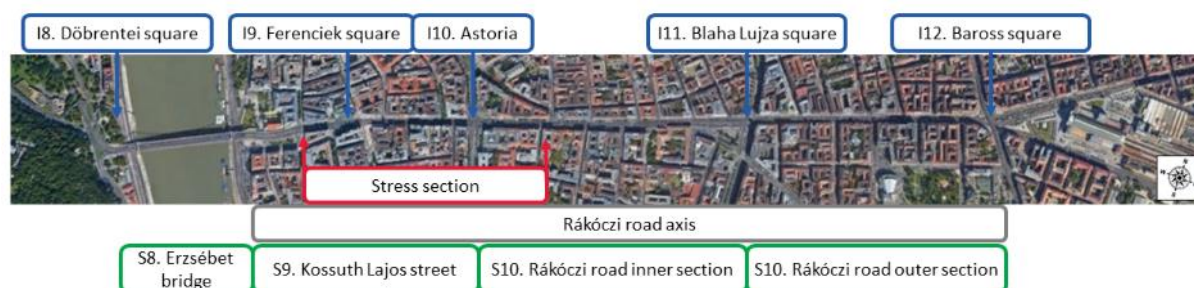 I8. Döbrentei square
I9. Ferenciek square
I10. Astoria
I11. Blaha Lujza square
I12. Baross square
Stress section
Rákóczi road axis
S8. Erzsébet
bridge
S9. Kossuth Lajos street
S10. Rákóczi road inner section
S10. Rákóczi road outer section